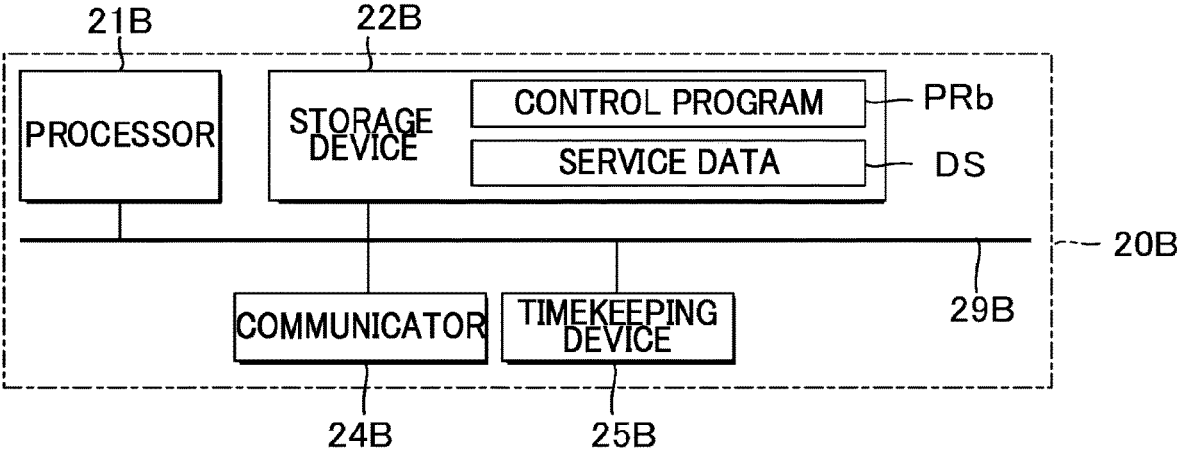 21B
22B
PROCESSOR
STORAGE
DEVICE
CONTROL PROGRAM
PRb
SERVICE DATA
DS
20B
29B
COMMUNICATOR
TIMEKEEPING
DEVICE
24B
25B